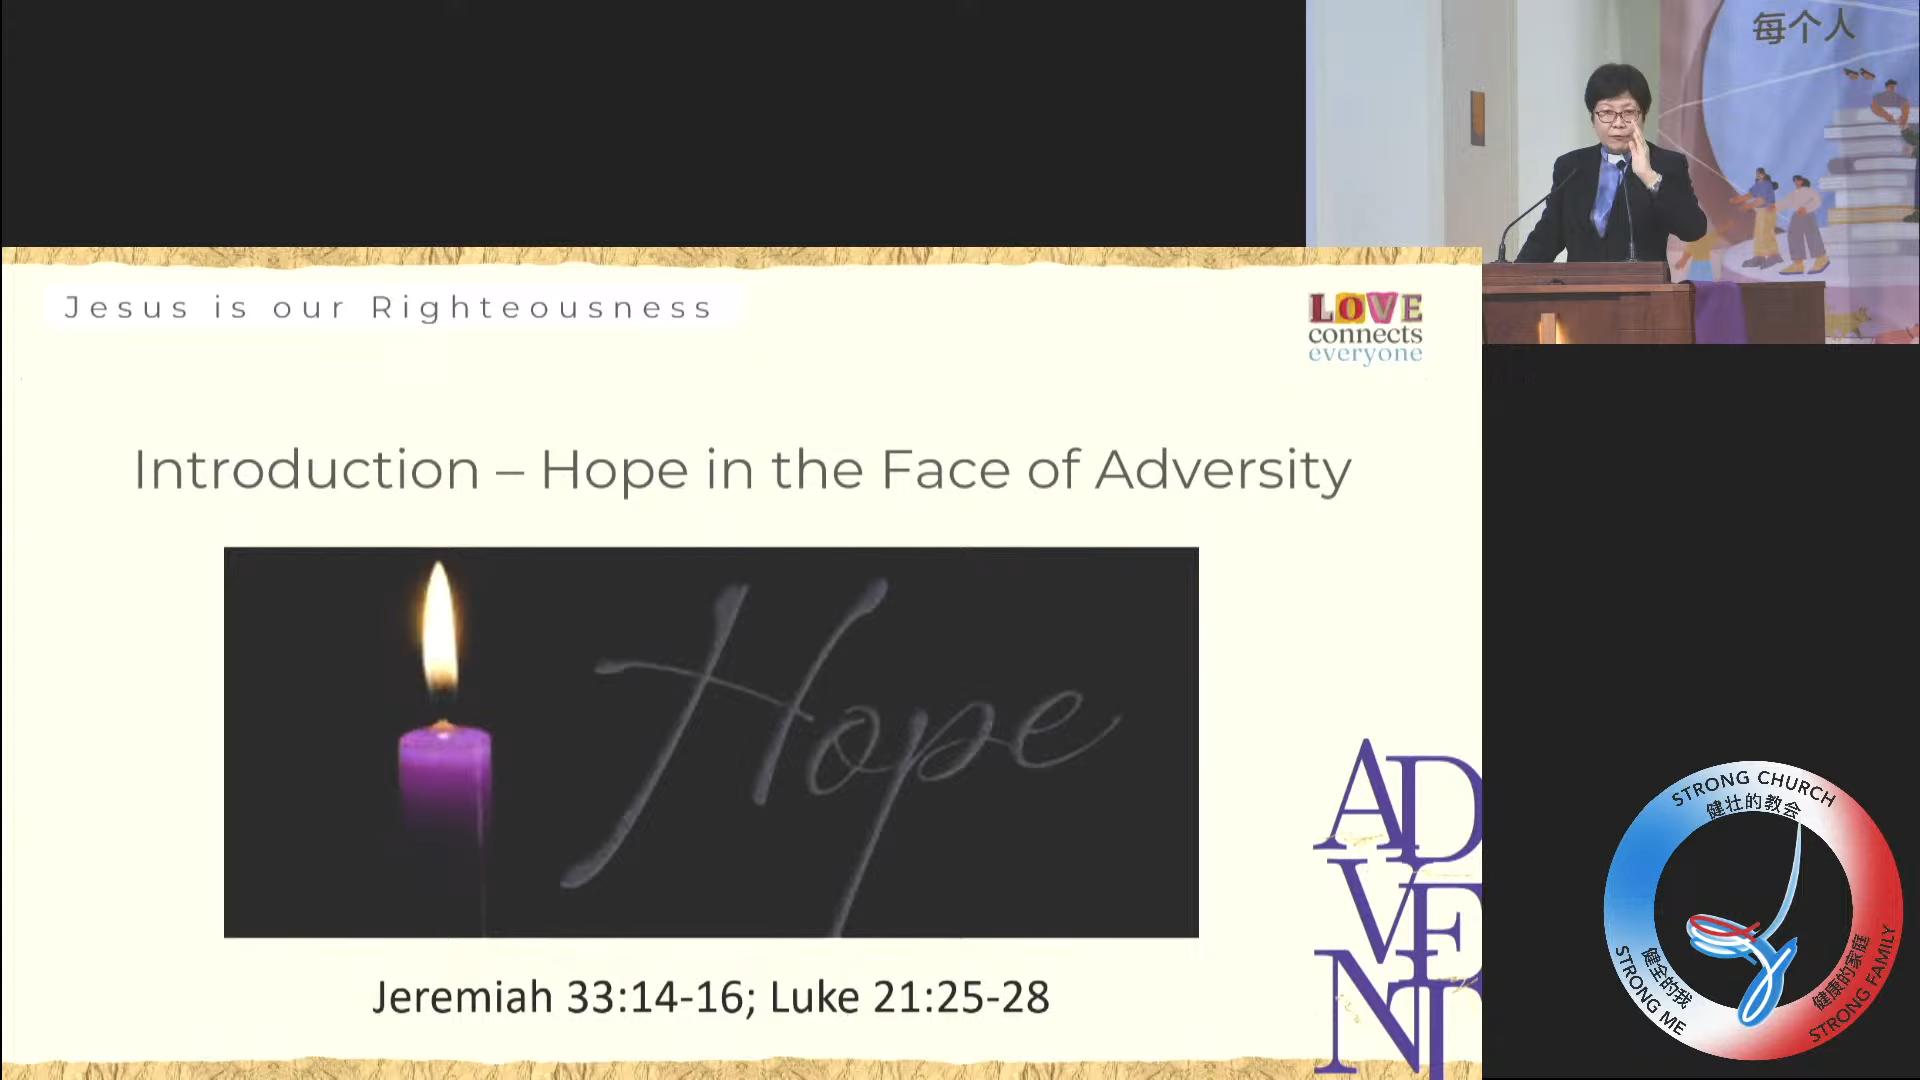 每个人
Jesus is our Righteousness
LOVE
connects
everyone
Introduction – Hope in the Face of Adversity
Hope
Jeremiah 33:14-16; Luke 21:25-28
ADVENT
STRONG CHURCH
健壮的教会
健全的我
STRONG ME
健康的家庭
STRONG FAMILY